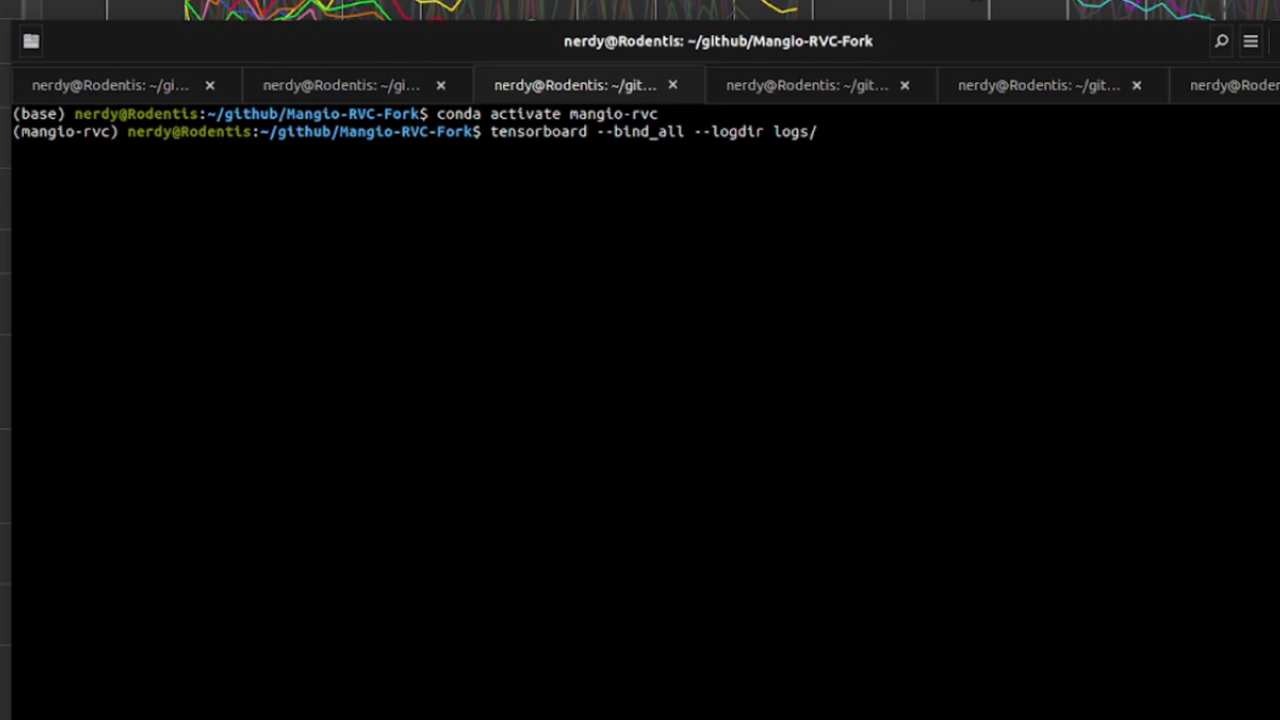 nerdy@Rodentis: ~/github/Mangio-RVC-Fork
nerdy@Rodentis: ~/gi... × nerdy@Rodentis: ~/gi... × nerdy@Rodentis: ~/git... × nerdy@Rodentis: ~/git... × nerdy@Rodentis: ~/git... × nerdy@Roden
(base) nerdy@Rodentis:~/github/Mangio-RVC-Fork$ conda activate mangio-rvc
(mangio-rvc) nerdy@Rodentis:~/github/Mangio-RVC-Fork$ tensorboard --bind_all --logdir logs/